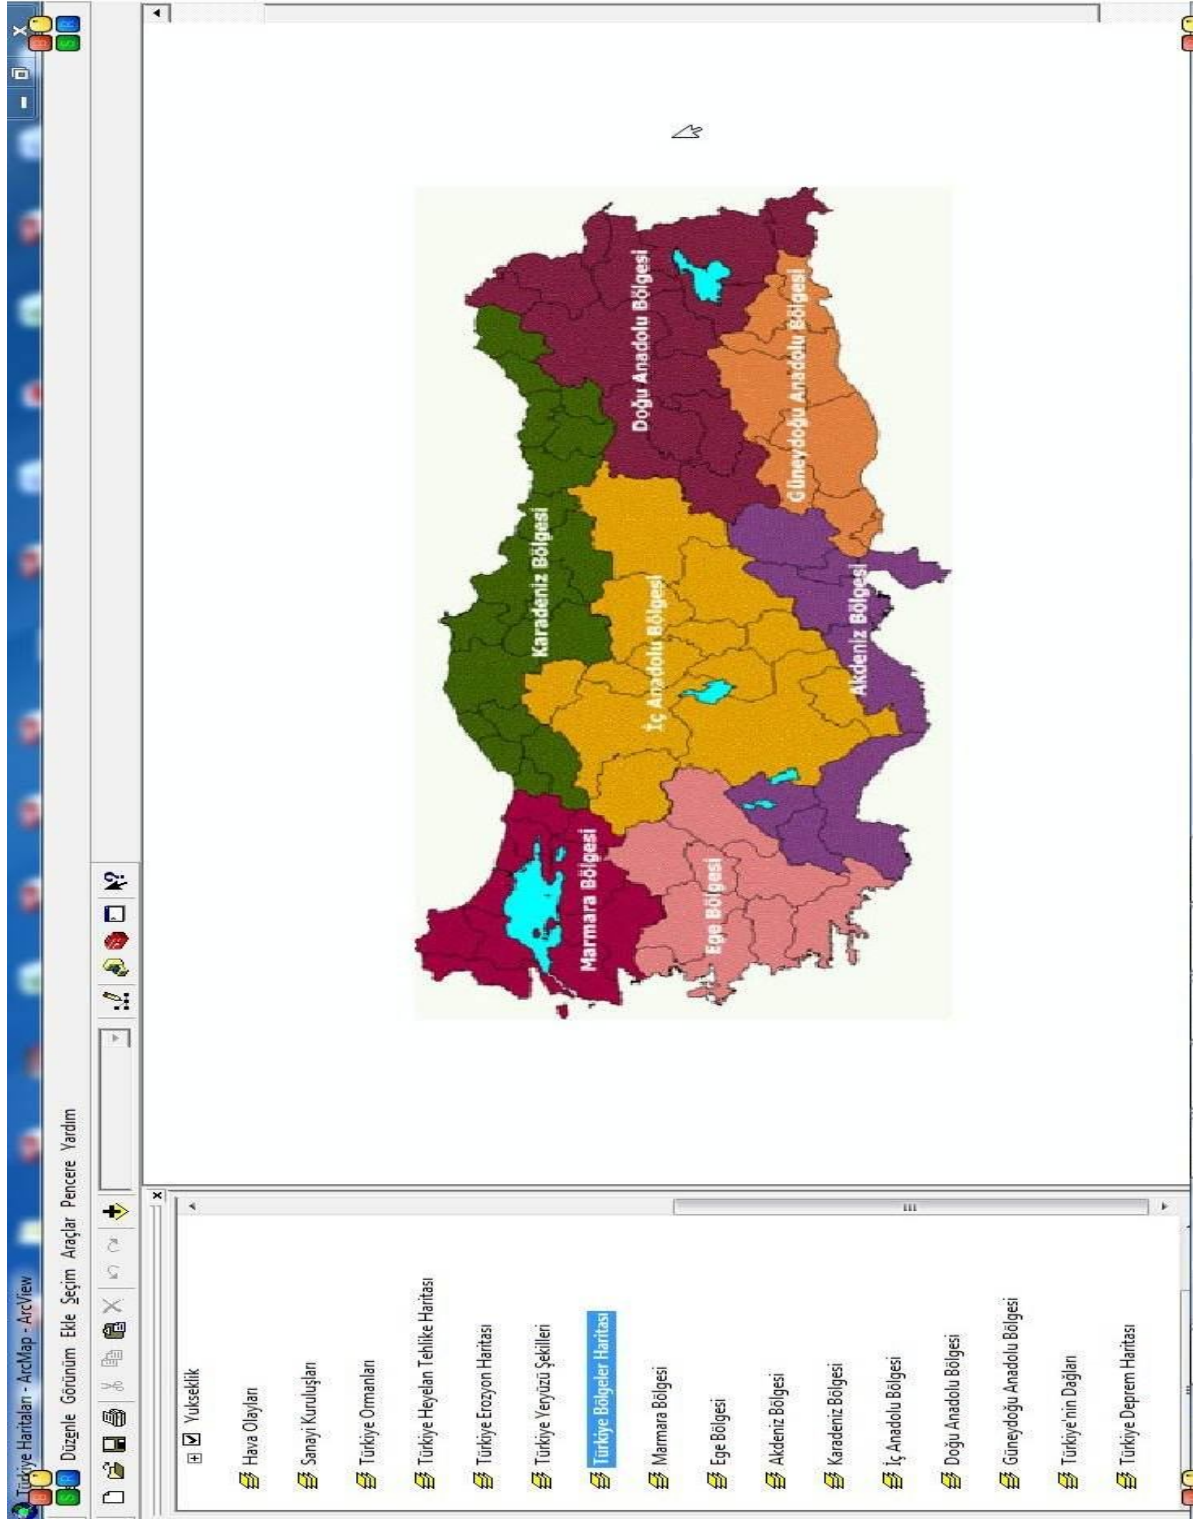 Türkiye Haritaları - ArcMap - ArcView
Düzenle Görünüm Ekle Seçim Araçlar Pencere Yardım
Yukseklik
Hava Olayları
Sanayi Kuruluşları
Türkiye Ormanları
Türkiye Heyelan Tehlike Haritası
Türkiye Erozyon Haritası
Türkiye Yeryüzü Şekilleri
Türkiye Bölgeler Haritası
Marmara Bölgesi
Ege Bölgesi
Akdeniz Bölgesi
Karadeniz Bölgesi
İç Anadolu Bölgesi
Doğu Anadolu Bölgesi
Güneydoğu Anadolu Bölgesi
Türkiye'nin Dağları
Türkiye Deprem Haritası
Karadeniz Bölgesi
Marmara Bölgesi
Doğu Anadolu Bölgesi
İç Anadolu Bölgesi
Ege Bölgesi
Güneydoğu Anadolu Bölgesi
Akdeniz Bölgesi